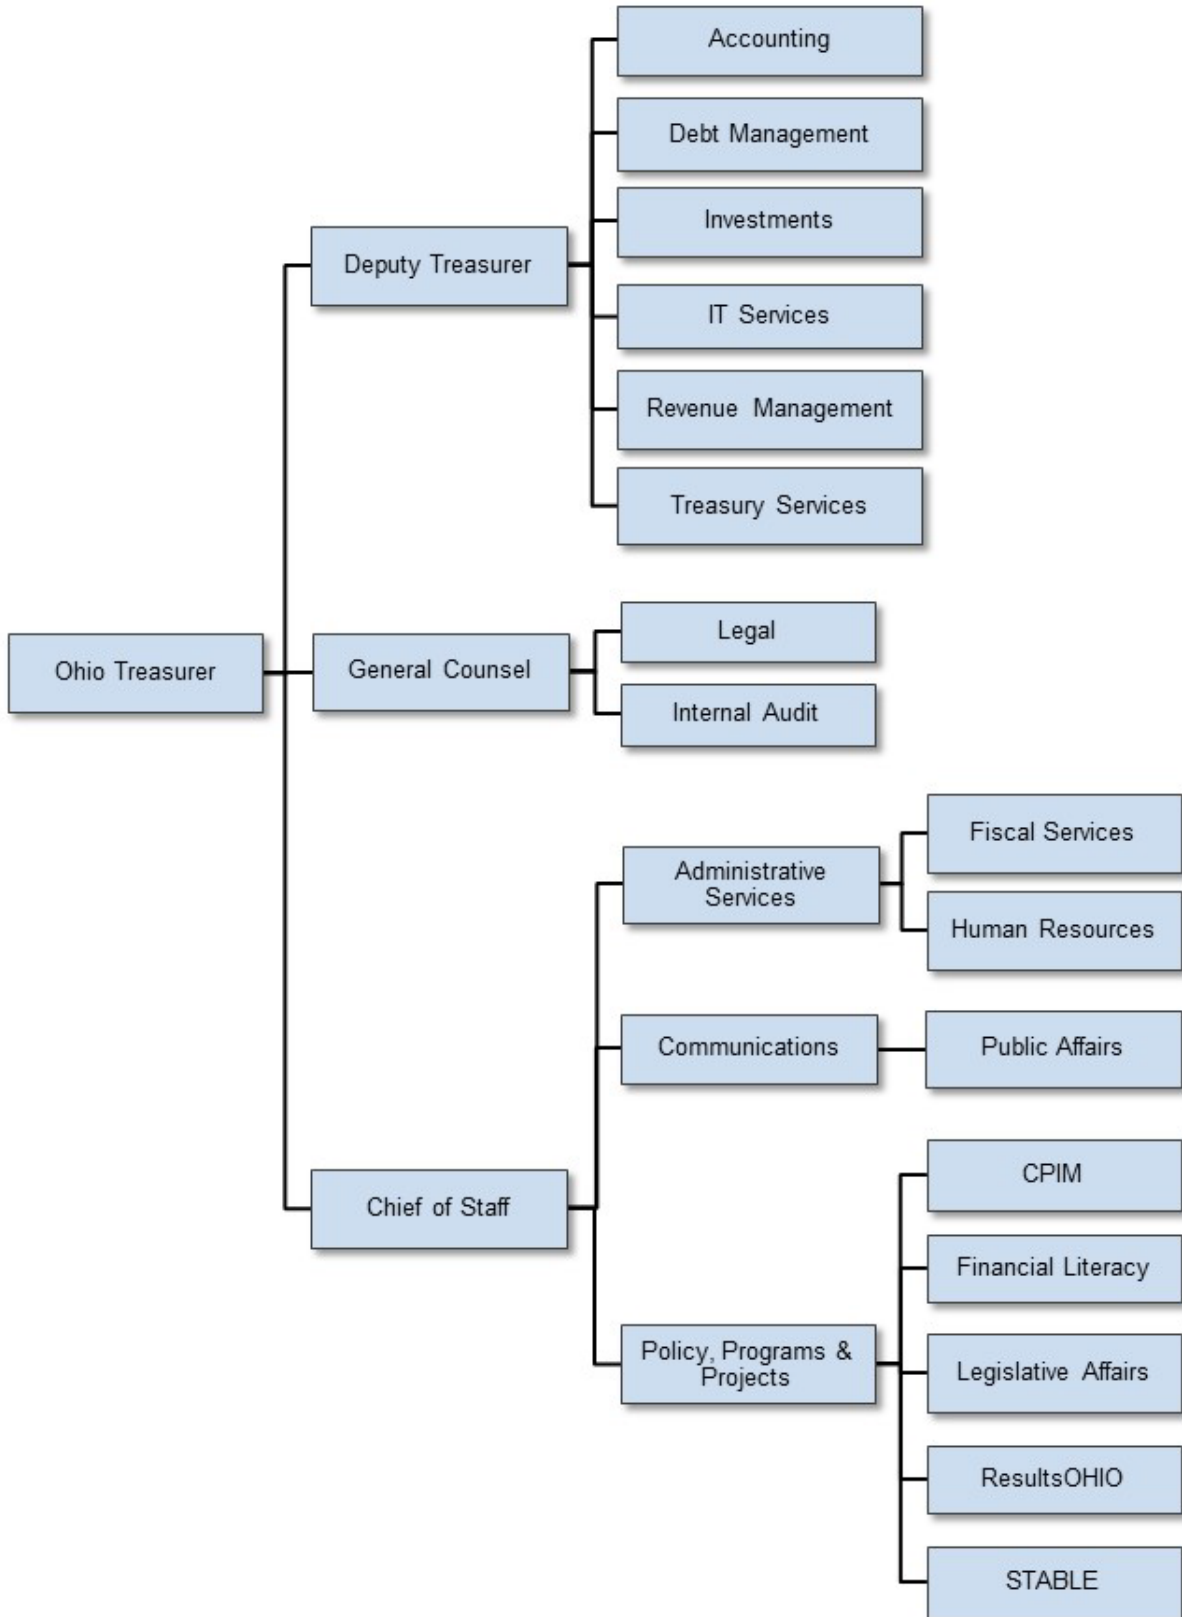 Accounting
Debt Management
Investments
Deputy Treasurer
IT Services
Revenue Management
Treasury Services
Legal
Ohio Treasurer
General Counsel
Internal Audit
Fiscal Services
Administrative
Services
Human Resources
Communications
Public Affairs
CPIM
Chief of Staff
Financial Literacy
Policy, Programs &
Projects
Legislative Affairs
ResultsOHIO
STABLE